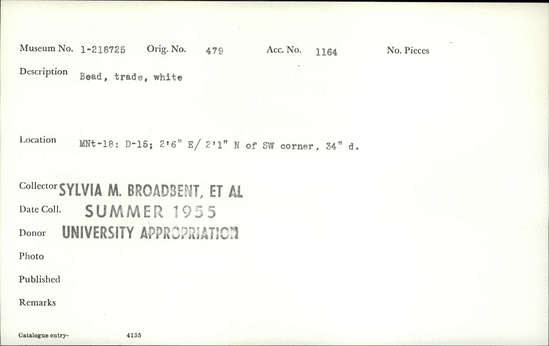 Museum No. 1-218725 Orig. No. 479 Acc. No. 1164 No. Pieces
Description Bead, trade, white
Location MNt-18: D-15; 2'6" E/ 2'1" N of SW corner, 34" d.
Collector SYLVIA M. BROADBENT, ET AL
Date Coll. SUMMER 1955
Donor UNIVERSITY APPROPRIATION
Photo
Published
Remarks
Catalogue entry- 4135